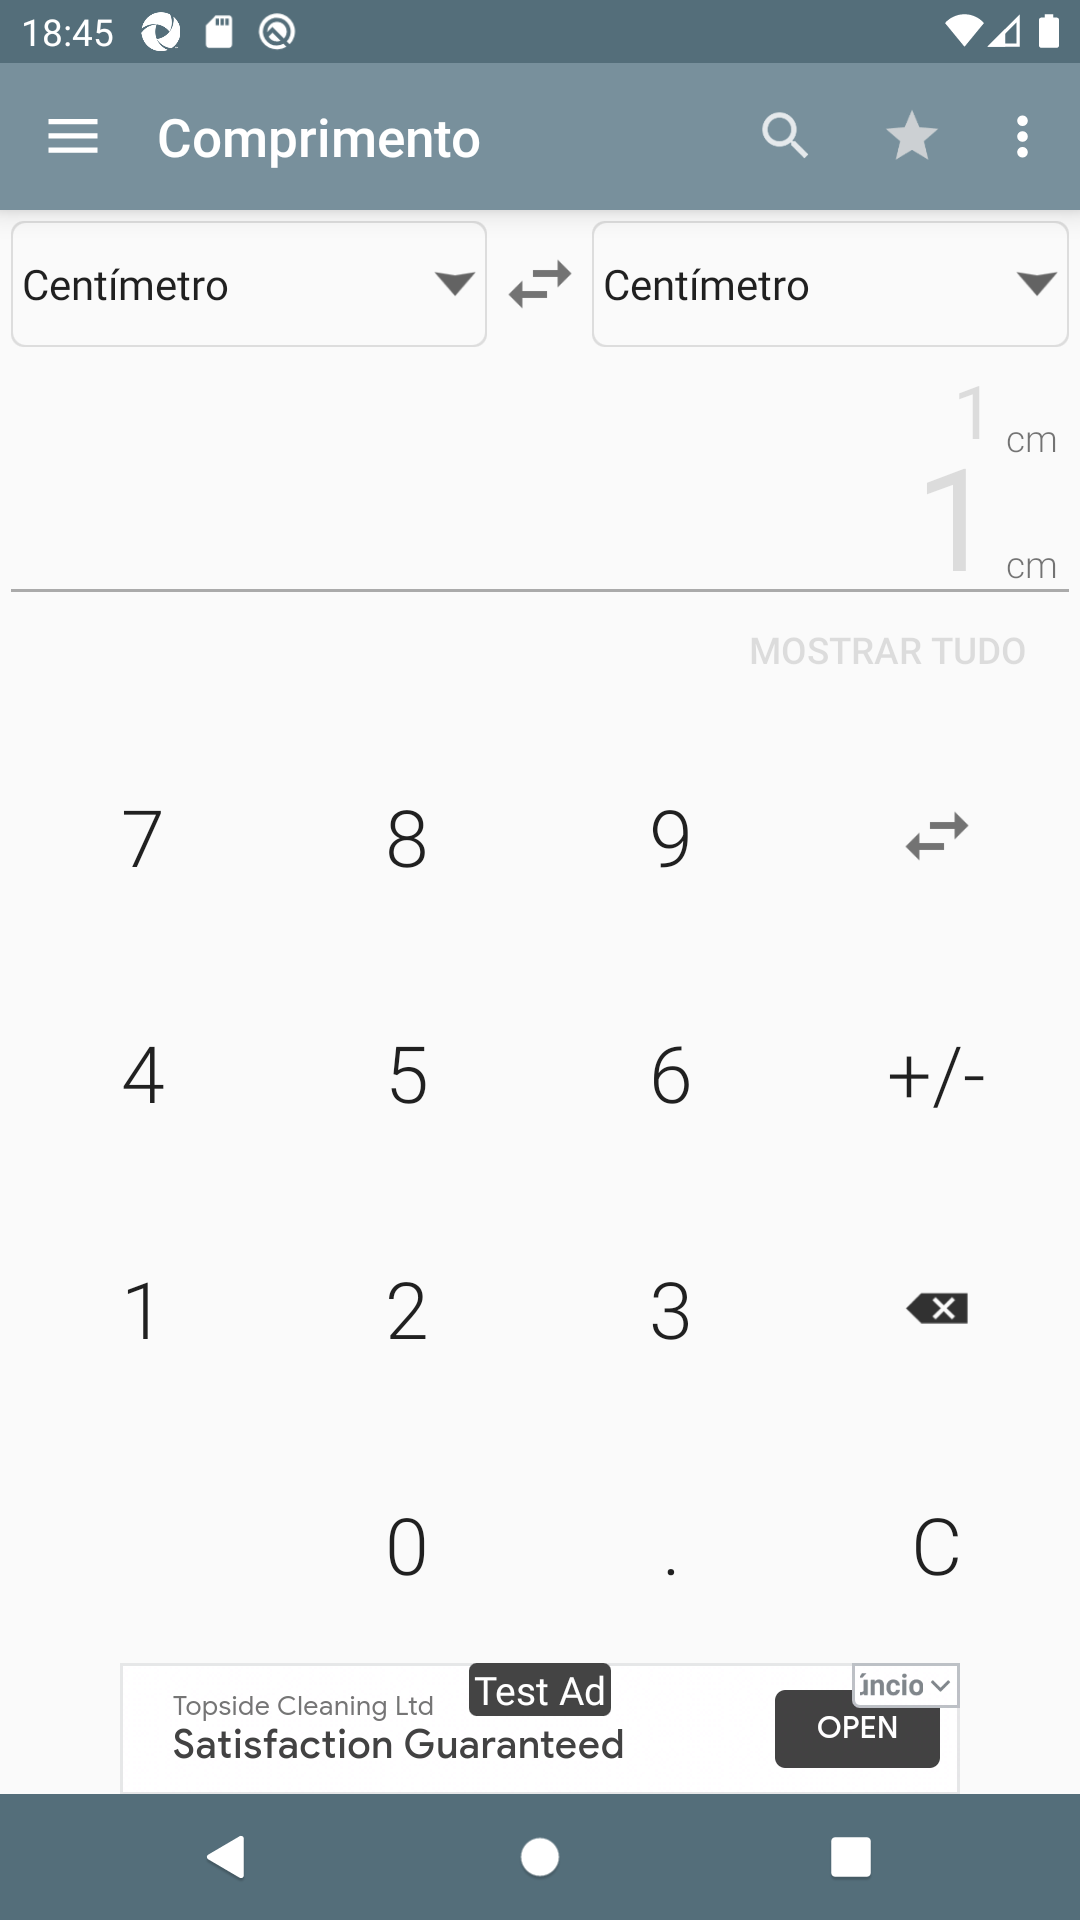 18:45
Comprimento
Centímetro
Centímetro
1 cm
1 cm
MOSTRAR TUDO
7 8 9
4 5 6 +/-
1 2 3
0 . C
Test Ad
Topside Cleaning Ltd
Satisfaction Guaranteed
OPEN